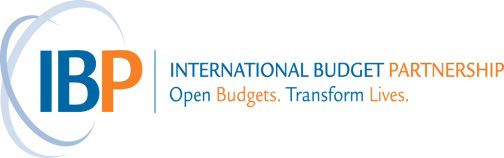 IBP
INTERNATIONAL BUDGET PARTNERSHIP
Open Budgets. Transform Lives.